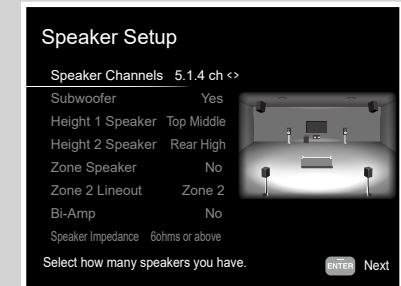 Speaker Setup
Speaker Channels 5.1.4 ch <>
Subwoofer Yes
Height 1 Speaker Top Middle
Height 2 Speaker Rear High
Zone Speaker No
Zone 2 Lineout Zone 2
Bi-Amp No
Speaker Impedance 6ohms or above
Select how many speakers you have.
ENTER Next